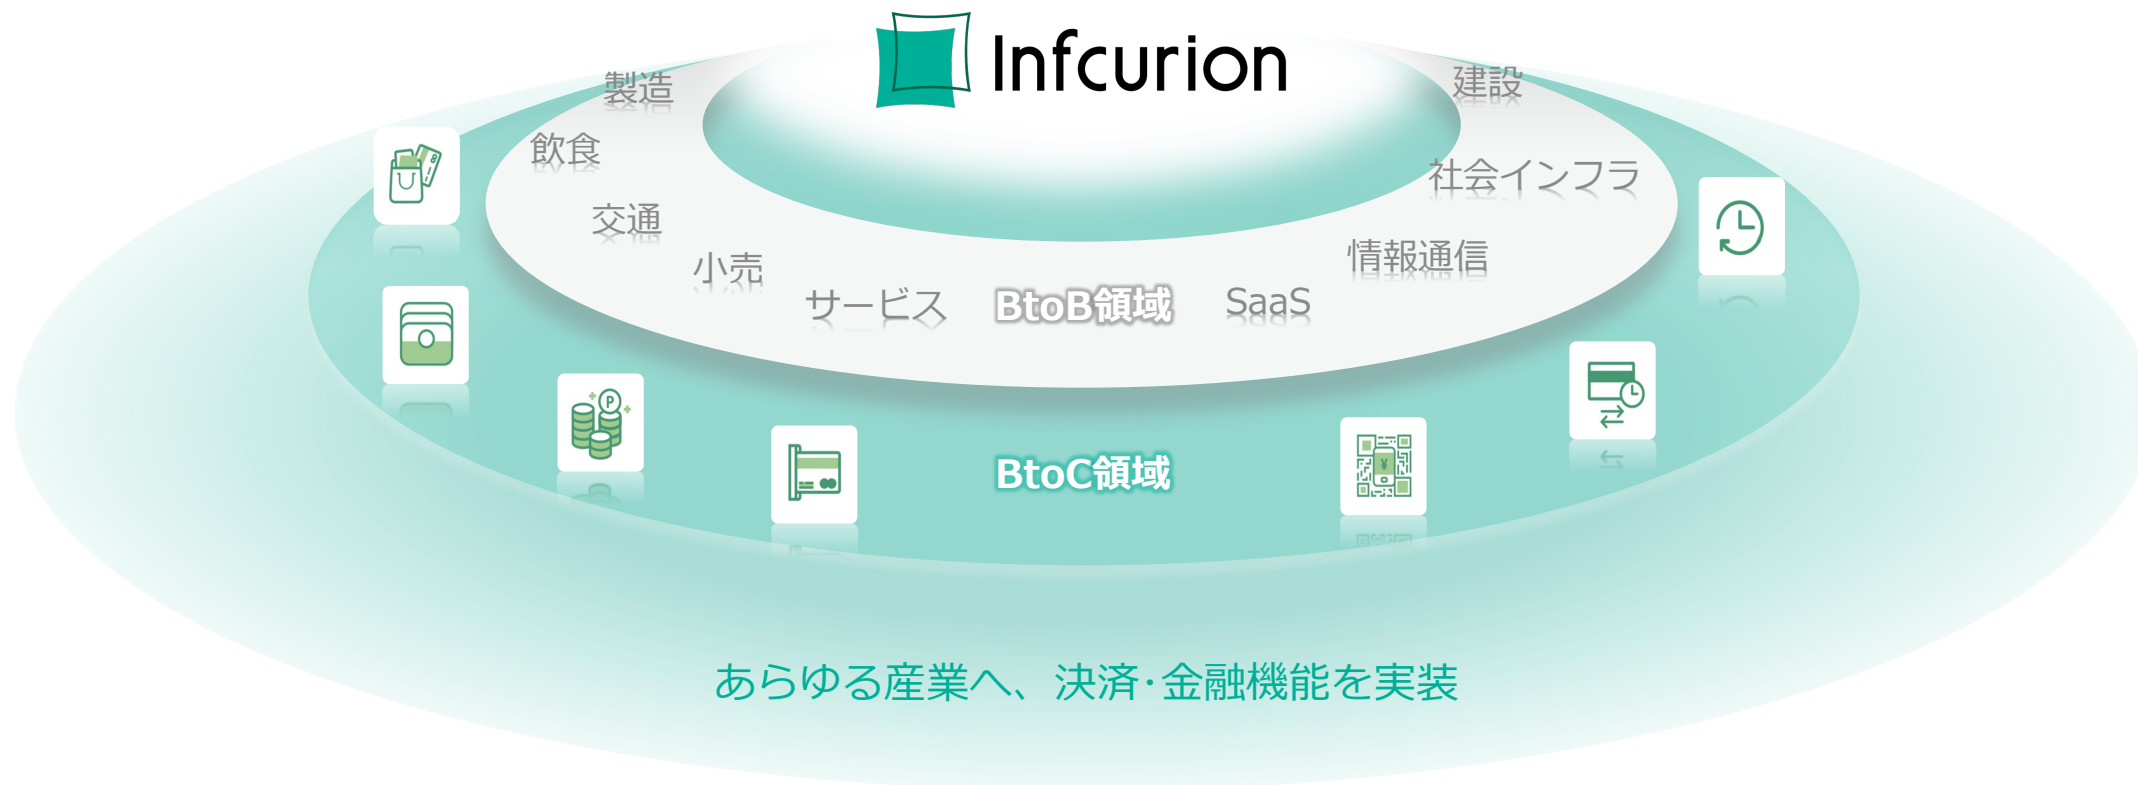 Infcurion
製造
建設
飲食
社会インフラ
交通
情報通信
小売
サービス
BtoB領域
SaaS
P
BtoC領域
¥
あらゆる産業へ、決済･金融機能を実装